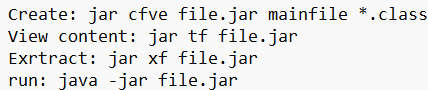 Create: jar cfve file.jar mainfile *.class
View content: jar tf file.jar
Exrtract: jar xf file.jar
run: java -jar file.jar